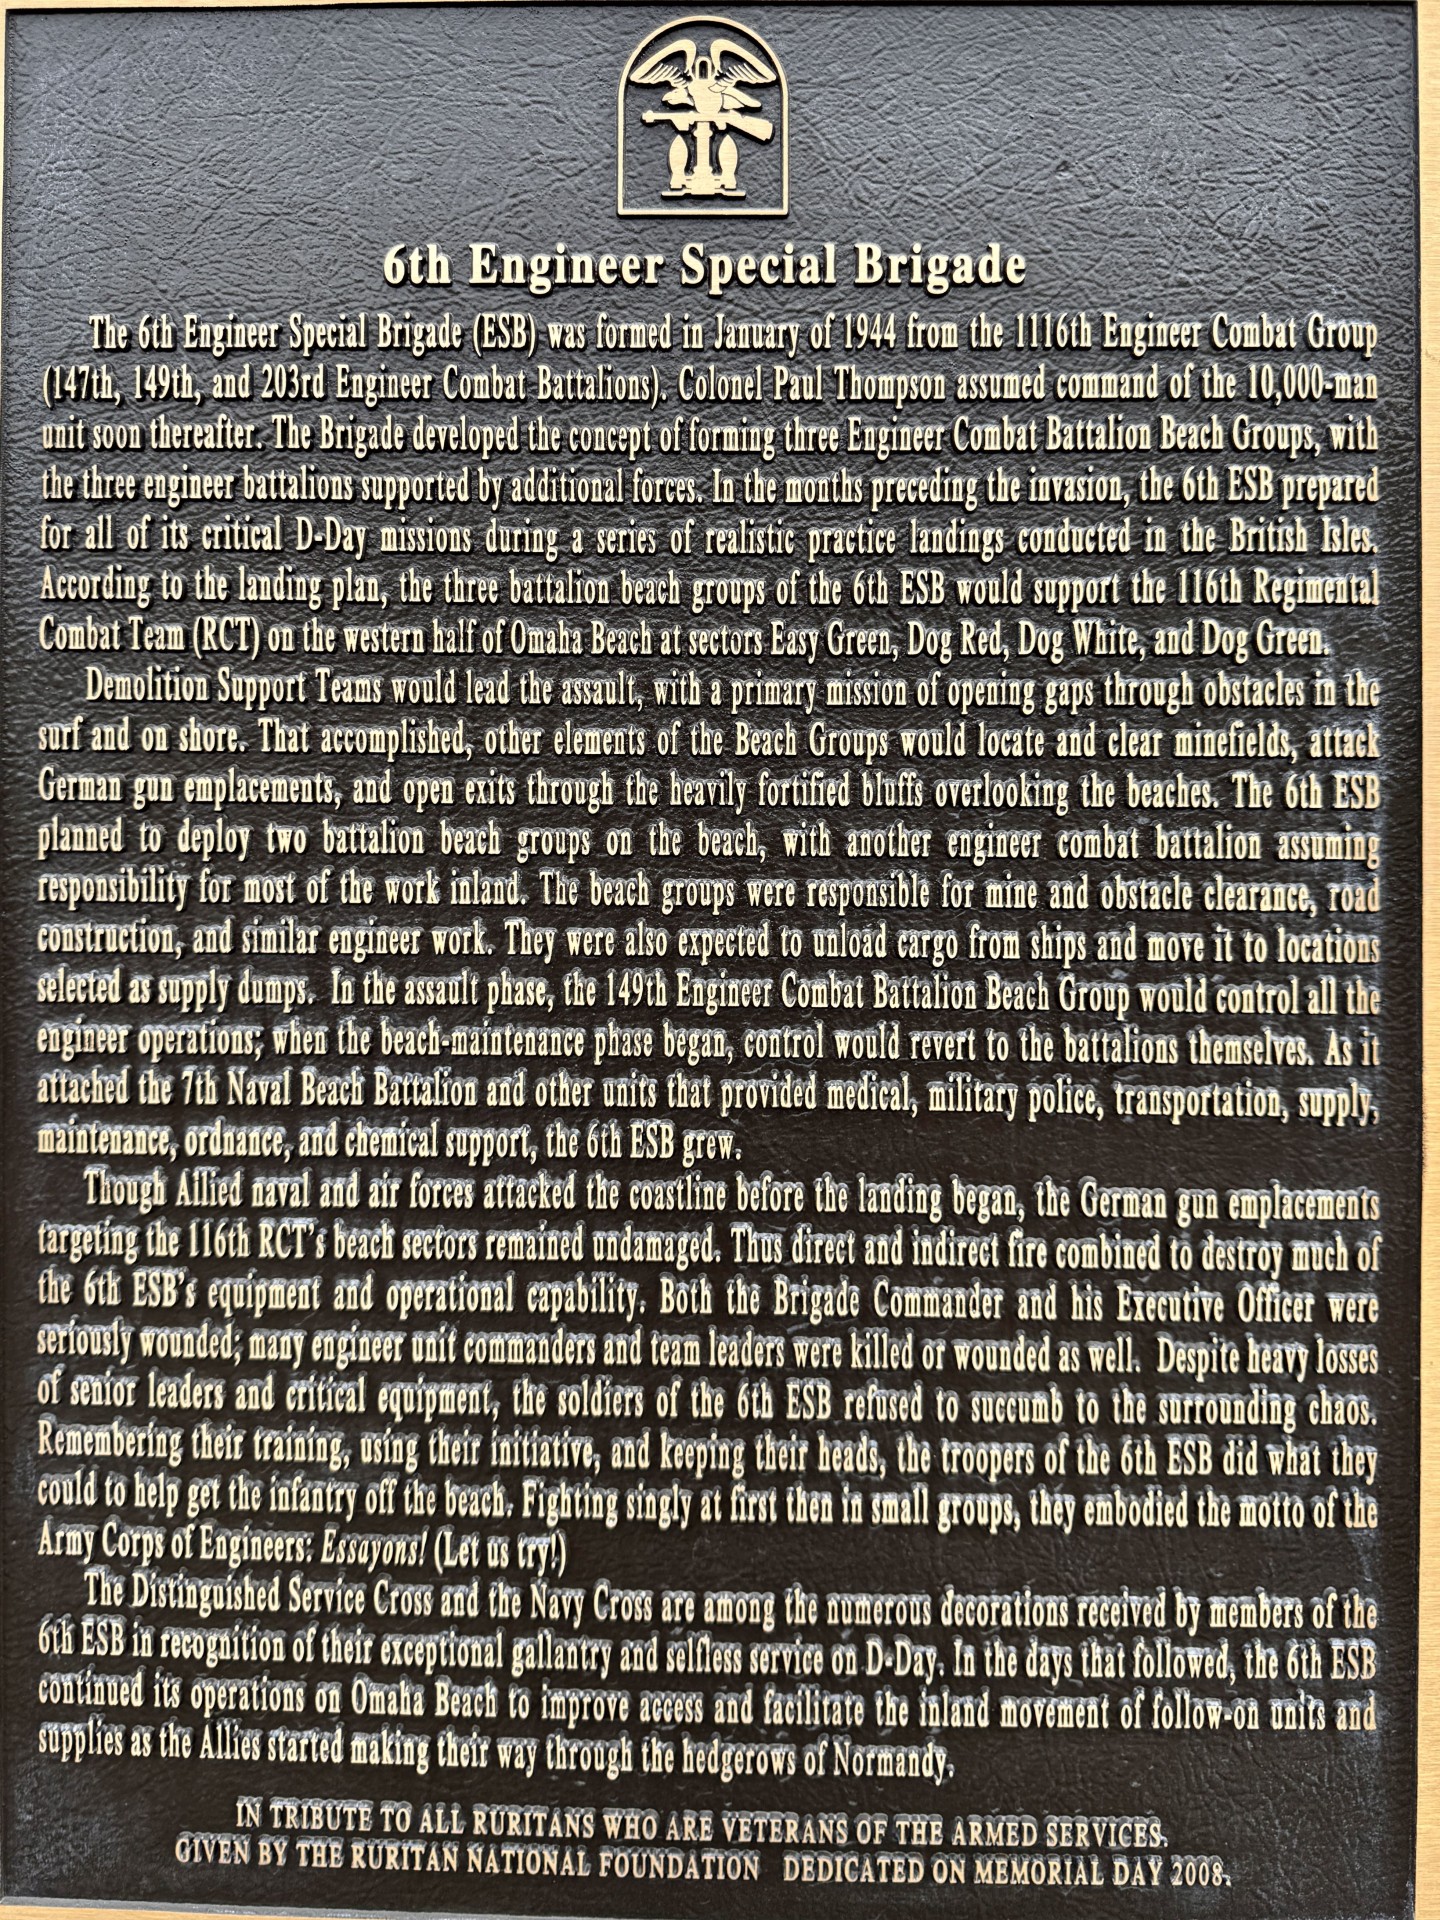 6th Engineer Special Brigade
The 6th Engineer Special Brigade (ESB) was formed in January of 1944 from the 1116th Engineer Combat Group
(147th, 149th, and 203rd Engineer Combat Battalions). Colonel Paul Thompson assumed command of the 10,000-man
unit soon thereafter. The Brigade developed the concept of forming three Engineer Combat Battalion Beach Groups, with
the three engineer battalions supported by additional forces. In the months preceding the invasion, the 6th ESB prepared
for all of its critical D-Day missions during a series of realistic practice landings conducted in the British Isles.
According to the landing plan, the three battalion beach groups of the 6th ESB would support the 116th Regimental
Combat Team (RCT) on the western half of Omaha Beach at sectors Easy Green, Dog Red, Dog White, and Dog Green.
Demolition Support Teams would lead the assault, with a primary mission of opening gaps through obstacles in the
surf and on shore. That accomplished, other elements of the Beach Groups would locate and clear minefields, attack
German gun emplacements, and open exits through the heavily fortified bluffs overlooking the beaches. The 6th ESB
planned to deploy two battalion beach groups on the beach, with another engineer combat battalion assuming
responsibility for most of the work inland. The beach groups were responsible for mine and obstacle clearance, road
construction, and similar engineer work. They were also expected to unload cargo from ships and move it to locations
selected as supply dumps. In the assault phase, the 149th Engineer Combat Battalion Beach Group would control all the
engineer operations; when the beach-maintenance phase began, control would revert to the battalions themselves. As it
attached the 7th Naval Beach Battalion and other units that provided medical, military police, transportation, supply,
maintenance, ordnance, and chemical support, the 6th ESB grew.
Though Allied naval and air forces attacked the coastline before the landing began, the German gun emplacements
targeting the 116th RCT's beach sectors remained undamaged. Thus direct and indirect fire combined to destroy much of
the 6th ESB's equipment and operational capability. Both the Brigade Commander and his Executive Officer were
seriously wounded; many engineer unit commanders and team leaders were killed or wounded as well. Despite heavy losses
of senior leaders and critical equipment, the soldiers of the 6th ESB refused to succumb to the surrounding chaos.
Remembering their training, using their initiative, and keeping their heads, the troopers of the 6th ESB did what they
could to help get the infantry off the beach. Fighting singly at first then in small groups, they embodied the motto of the
Army Corps of Engineers: Essayons! (Let us try!)
The Distinguished Service Cross and the Navy Cross are among the numerous decorations received by members of the
6th ESB in recognition of their exceptional gallantry and selfless service on D-Day. In the days that followed, the 6th ESB
continued its operations on Omaha Beach to improve access and facilitate the inland movement of follow-on units and
supplies as the Allies started making their way through the hedgerows of Normandy.
IN TRIBUTE TO ALL RURITANS WHO ARE VETERANS OF THE ARMED SERVICES.
GIVEN BY THE RURITAN NATIONAL FOUNDATION DEDICATED ON MEMORIAL DAY 2008.